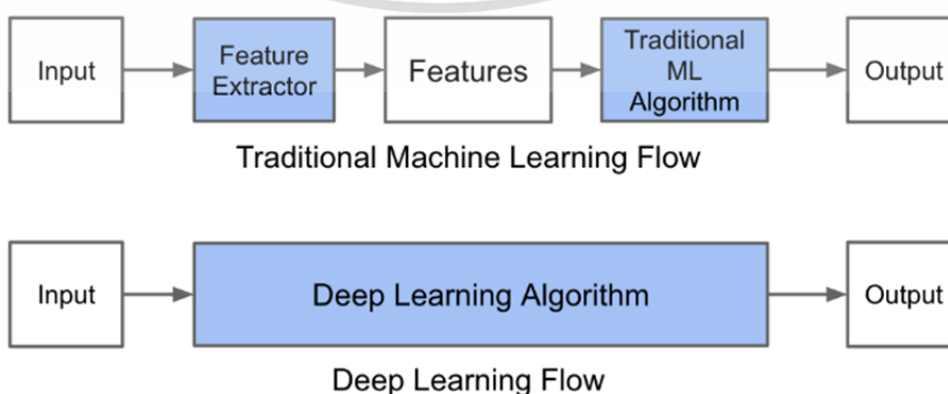 Input
Feature
Extractor
Features
Traditional
ML
Algorithm
Output
Traditional Machine Learning Flow
Input
Deep Learning Algorithm
Output
Deep Learning Flow